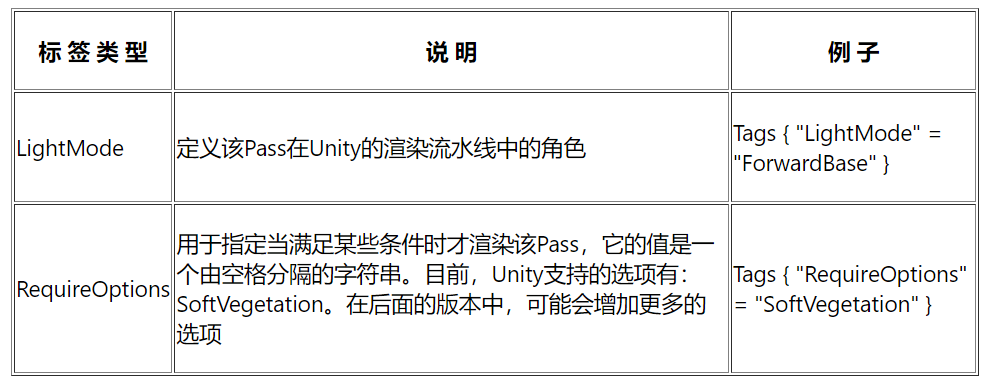 标 签 类 型
说 明
例 子
LightMode
定义该Pass在Unity的渲染流水线中的角色
Tags { "LightMode" =
"ForwardBase" }
RequireOptions
用于指定当满足某些条件时才渲染该Pass，它的值是一
个由空格分隔的字符串。目前，Unity支持的选项有：
SoftVegetation。在后面的版本中，可能会增加更多的
选项
Tags { "RequireOptions"
= "SoftVegetation" }